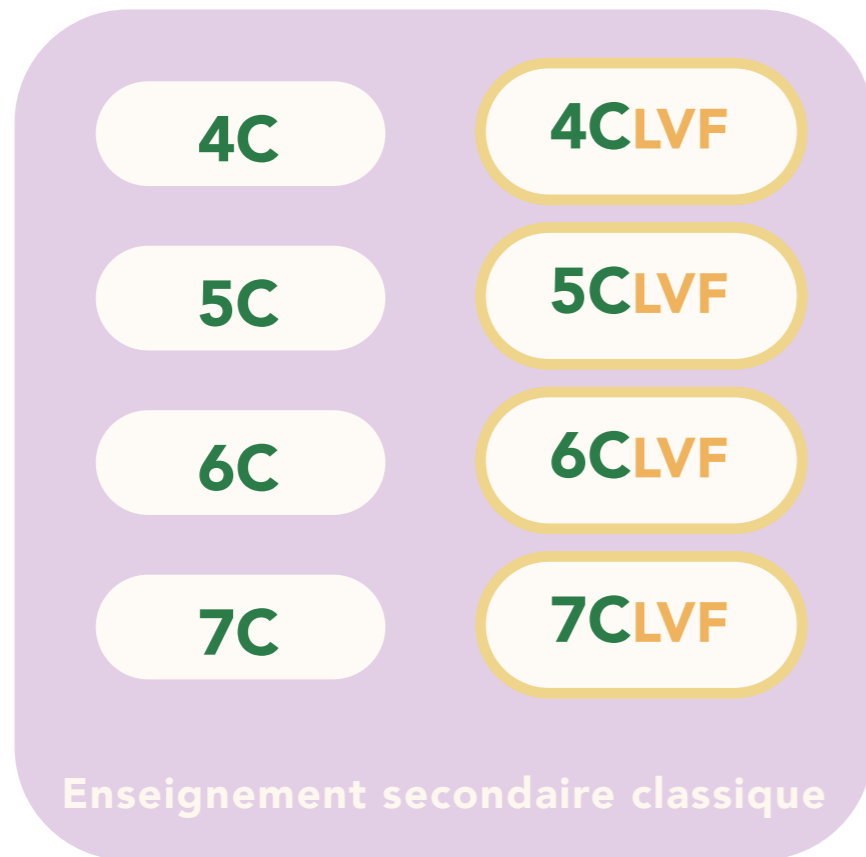 4C 4CLVF
5C 5CLVF
6C 6CLVF
7C 7CLVF
Enseignement secondaire classique